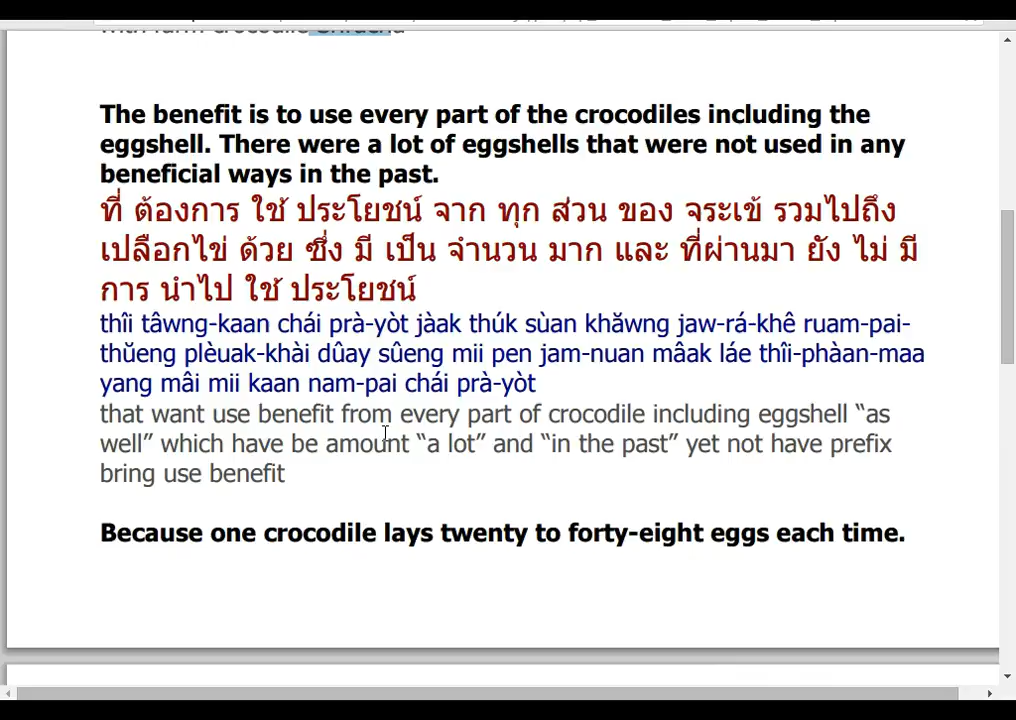 with farm crocodile Sriracha
The benefit is to use every part of the crocodiles including the
eggshell. There were a lot of eggshells that were not used in any
beneficial ways in the past.
ที่ ต้องการ ใช้ ประโยชน์ จาก ทุก ส่วน ของ จระเข้ รวมไปถึง
เปลือกไข่ ด้วย ซึ่ง มี เป็น จำนวน มาก และ ที่ผ่านมา ยัง ไม่ มี
การ นำไป ใช้ ประโยชน์
thîi tâwng-kaan chái prà-yòt jàak thúk sùan khăwng jaw-rá-khê ruam-pai-
thŭeng plèuak-khài dûay sûeng mii pen jam-nuan mâak láe thîi-phàan-maa
yang mâi mii kaan nam-pai chái prà-yòt
that want use benefit from every part of crocodile including eggshell “as
well” which have be amount “a lot” and “in the past” yet not have prefix
bring use benefit
Because one crocodile lays twenty to forty-eight eggs each time.